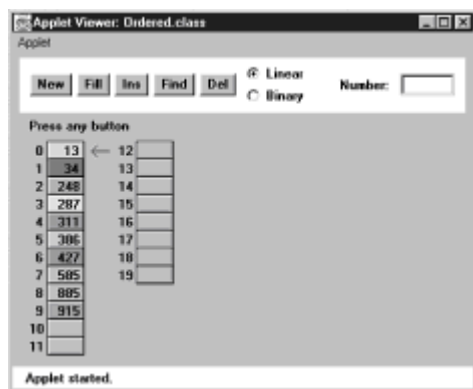 Applet Viewer: Ordered.class
Applet
New Fill Ins Find Del Linear Number:
Binary
Press any button
0 13 12
1 34 13
2 248 14
3 287 15
4 311 16
5 386 17
6 427 18
7 585 19
8 885
9 915
10
11
Applet started.